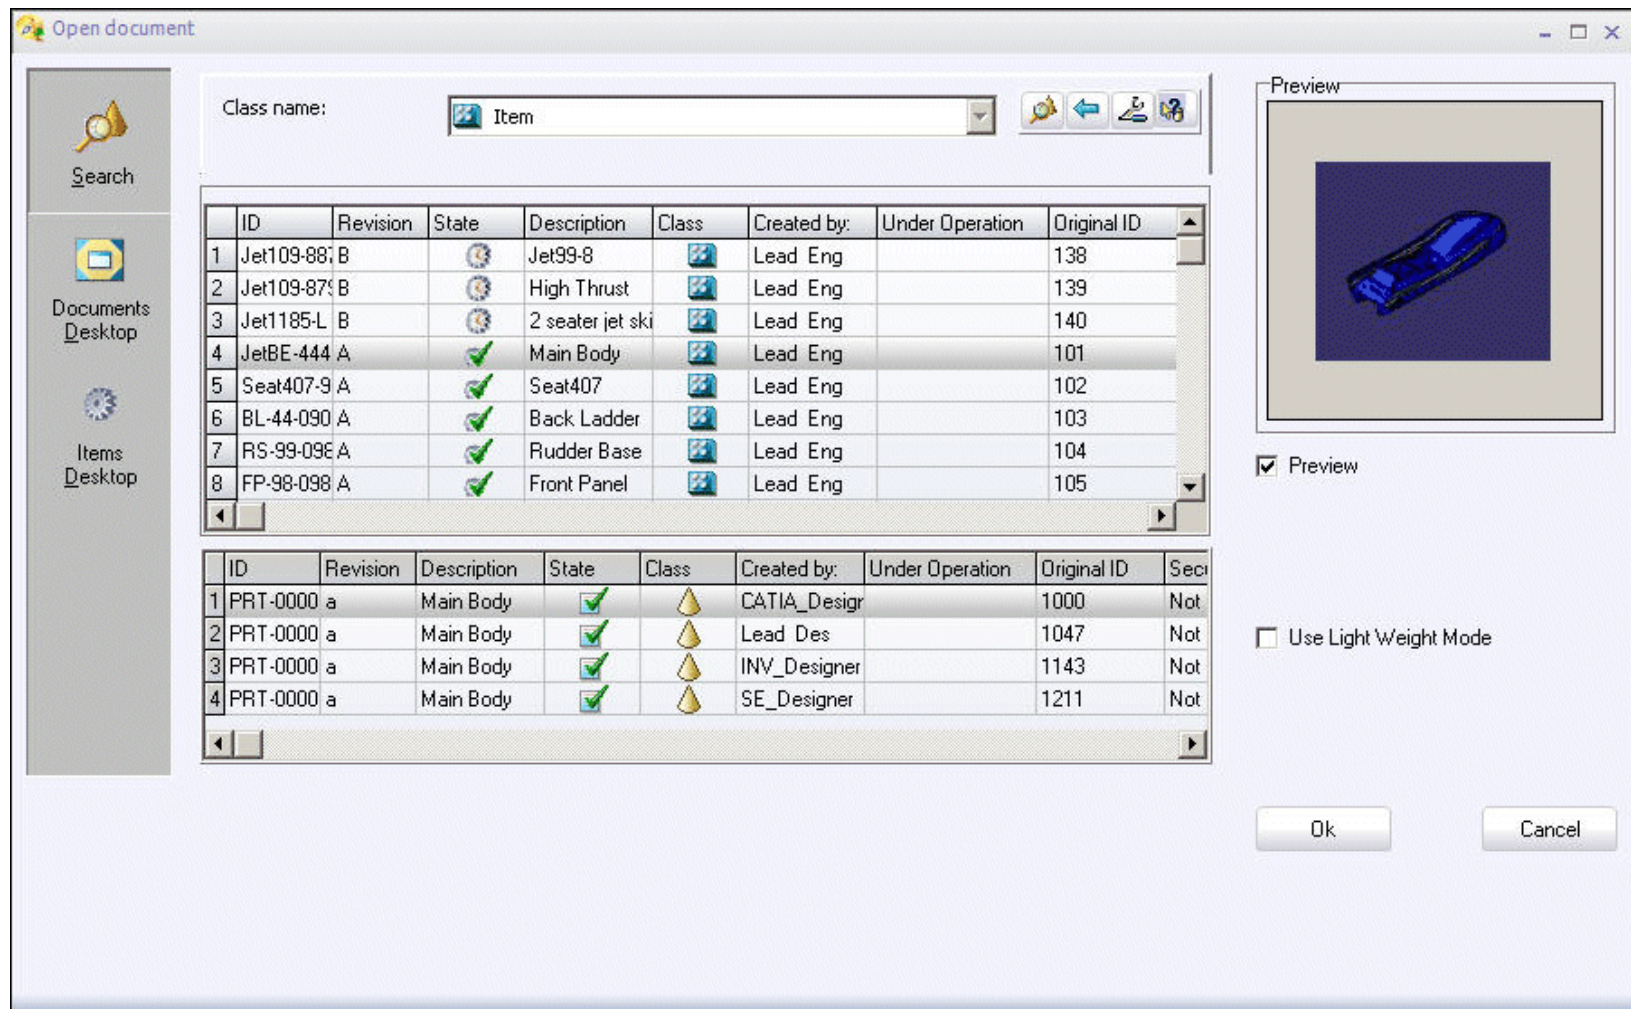 Open document
Search
Documents
Desktop
Items
Desktop
Class name:
Item
ID Revision State Description Class Created by: Under Operation Original ID
1 Jet109-887 B Jet99-8 Lead Eng 138
2 Jet109-879 B High Thrust Lead Eng 139
3 Jet1185-L B 2 seater jet ski Lead Eng 140
4 JetBE-444 A Main Body Lead Eng 101
5 Seat407-9 A Seat407 Lead Eng 102
6 BL-44-090 A Back Ladder Lead Eng 103
7 RS-99-098 A Rudder Base Lead Eng 104
8 FP-98-098 A Front Panel Lead Eng 105
ID Revision Description State Class Created by: Under Operation Original ID Secu
1 PRT-0000 a Main Body CATIA_Design 1000 Not
2 PRT-0000 a Main Body Lead Des 1047 Not
3 PRT-0000 a Main Body INV_Designer 1143 Not
4 PRT-0000 a Main Body SE_Designer 1211 Not
Preview
Preview
Use Light Weight Mode
Ok
Cancel